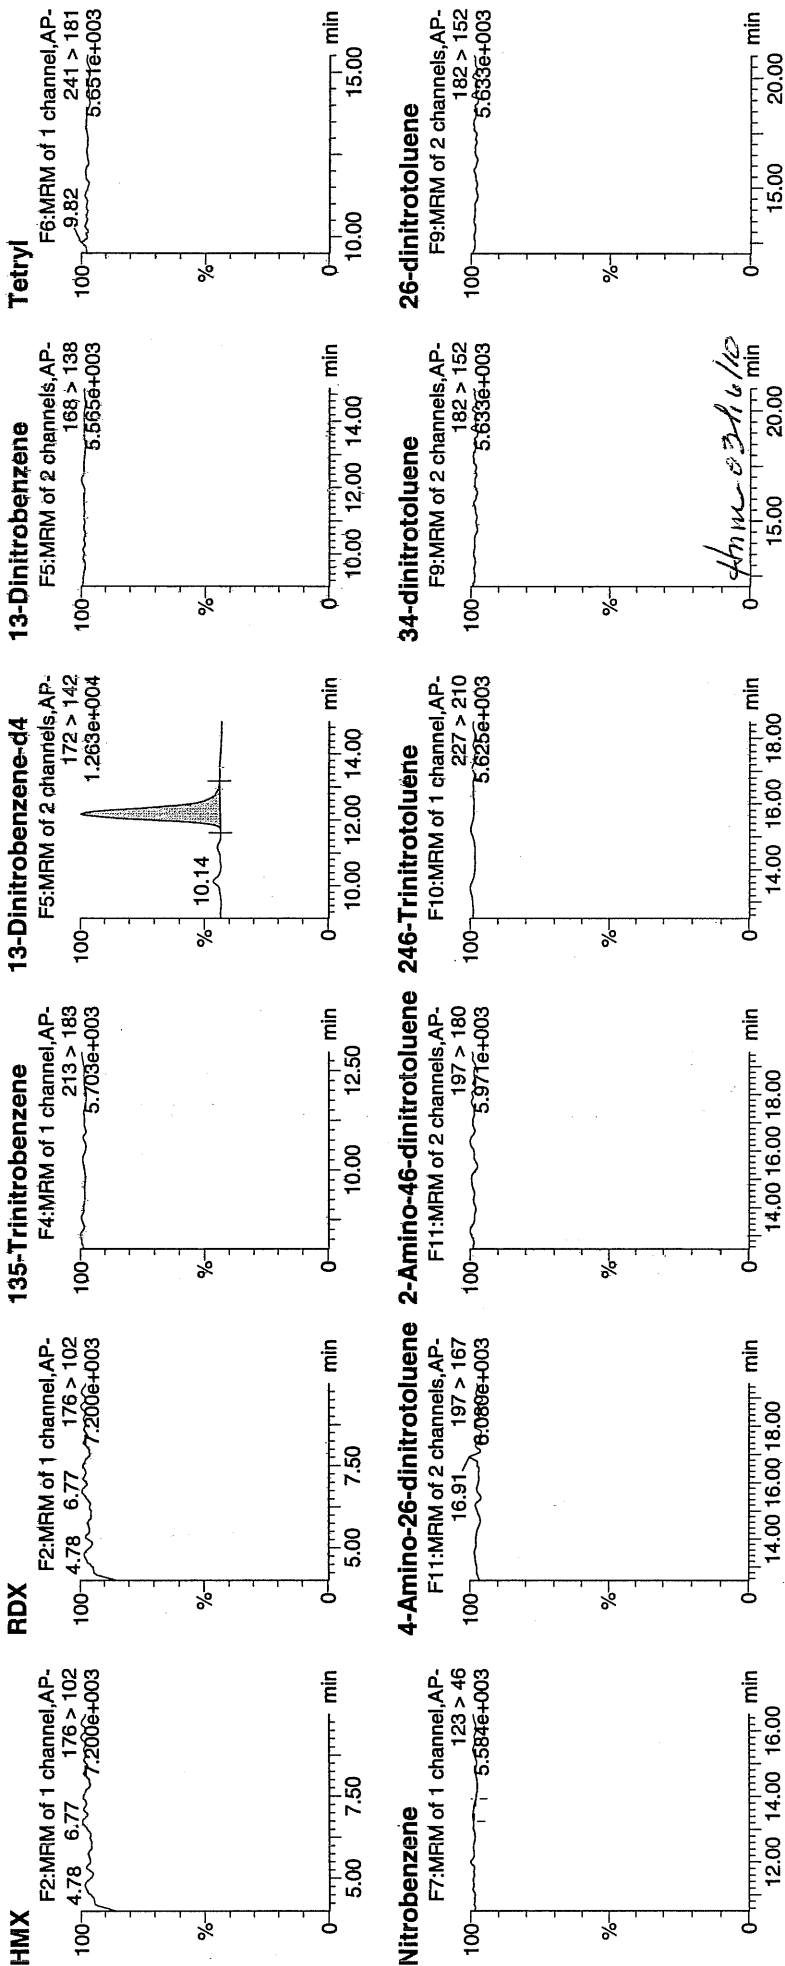 HMX
F2:MRM of 1 channel,AP-
176 > 102
7.200e+003
4.78
6.77
100
%
0
5.00 7.50 min
RDX
F2:MRM of 1 channel,AP-
176 > 102
7.200e+003
4.78
6.77
100
%
0
5.00 7.50 min
135-Trinitrobenzene
F4:MRM of 1 channel,AP-
213 > 183
5.703e+003
100
%
0
10.00 12.50 min
13-Dinitrobenzene-d4
F5:MRM of 2 channels,AP-
172 > 142
1.263e+004
10.14
100
%
0
10.00 12.00 14.00 min
13-Dinitrobenzene
F5:MRM of 2 channels,AP-
168 > 138
5.565e+003
100
%
0
10.00 12.00 14.00 min
Tetryl
F6:MRM of 1 channel,AP-
241 > 181
5.651e+003
9.82
100
%
0
10.00 15.00 min
Nitrobenzene
F7:MRM of 1 channel,AP-
123 > 46
5.584e+003
100
%
0
12.00 14.00 16.00 min
4-Amino-26-dinitrotoluene
F11:MRM of 2 channels,AP-
197 > 167
6.089e+003
16.91
100
%
0
14.00 16.00 18.00 min
2-Amino-46-dinitrotoluene
F11:MRM of 2 channels,AP-
197 > 180
5.971e+003
100
%
0
14.00 16.00 18.00 min
246-Trinitrotoluene
F10:MRM of 1 channel,AP-
227 > 210
5.625e+003
100
%
0
14.00 16.00 18.00 min
34-dinitrotoluene
F9:MRM of 2 channels,AP-
182 > 152
5.633e+003
100
%
0
03/16/10
15.00 20.00 min
26-dinitrotoluene
F9:MRM of 2 channels,AP-
182 > 152
5.633e+003
100
%
0
15.00 20.00 min